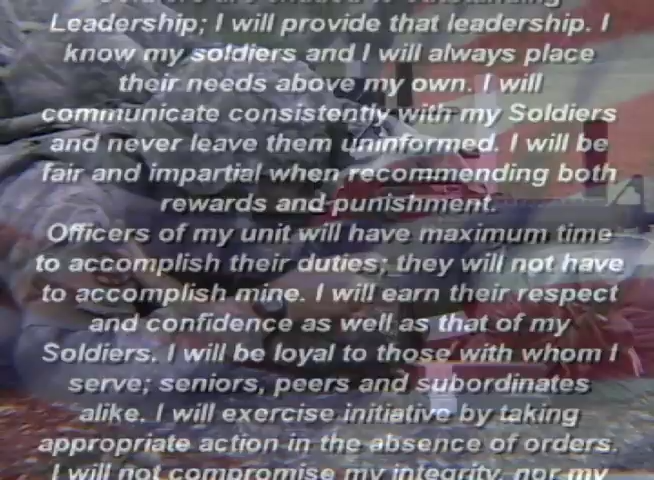 Soldiers are entitled to outstanding
Leadership; I will provide that leadership. I
know my soldiers and I will always place
their needs above my own. I will
communicate consistently with my Soldiers
and never leave them uninformed. I will be
fair and impartial when recommending both
rewards and punishment.
Officers of my unit will have maximum time
to accomplish their duties; they will not have
to accomplish mine. I will earn their respect
and confidence as well as that of my
Soldiers. I will be loyal to those with whom I
serve; seniors, peers and subordinates
alike. I will exercise initiative by taking
appropriate action in the absence of orders.
I will not compromise my integrity, nor my